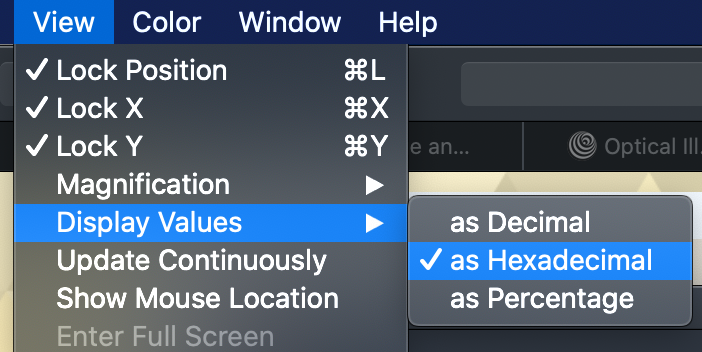 View Color Window Help
✓ Lock Position ⌘L
✓ Lock X ⌘X
✓ Lock Y ⌘Y
e an...
Optical Ill.
Magnification ▶
Display Values ▶
Update Continuously
Show Mouse Location
Enter Full Screen
as Decimal
✓ as Hexadecimal
as Percentage